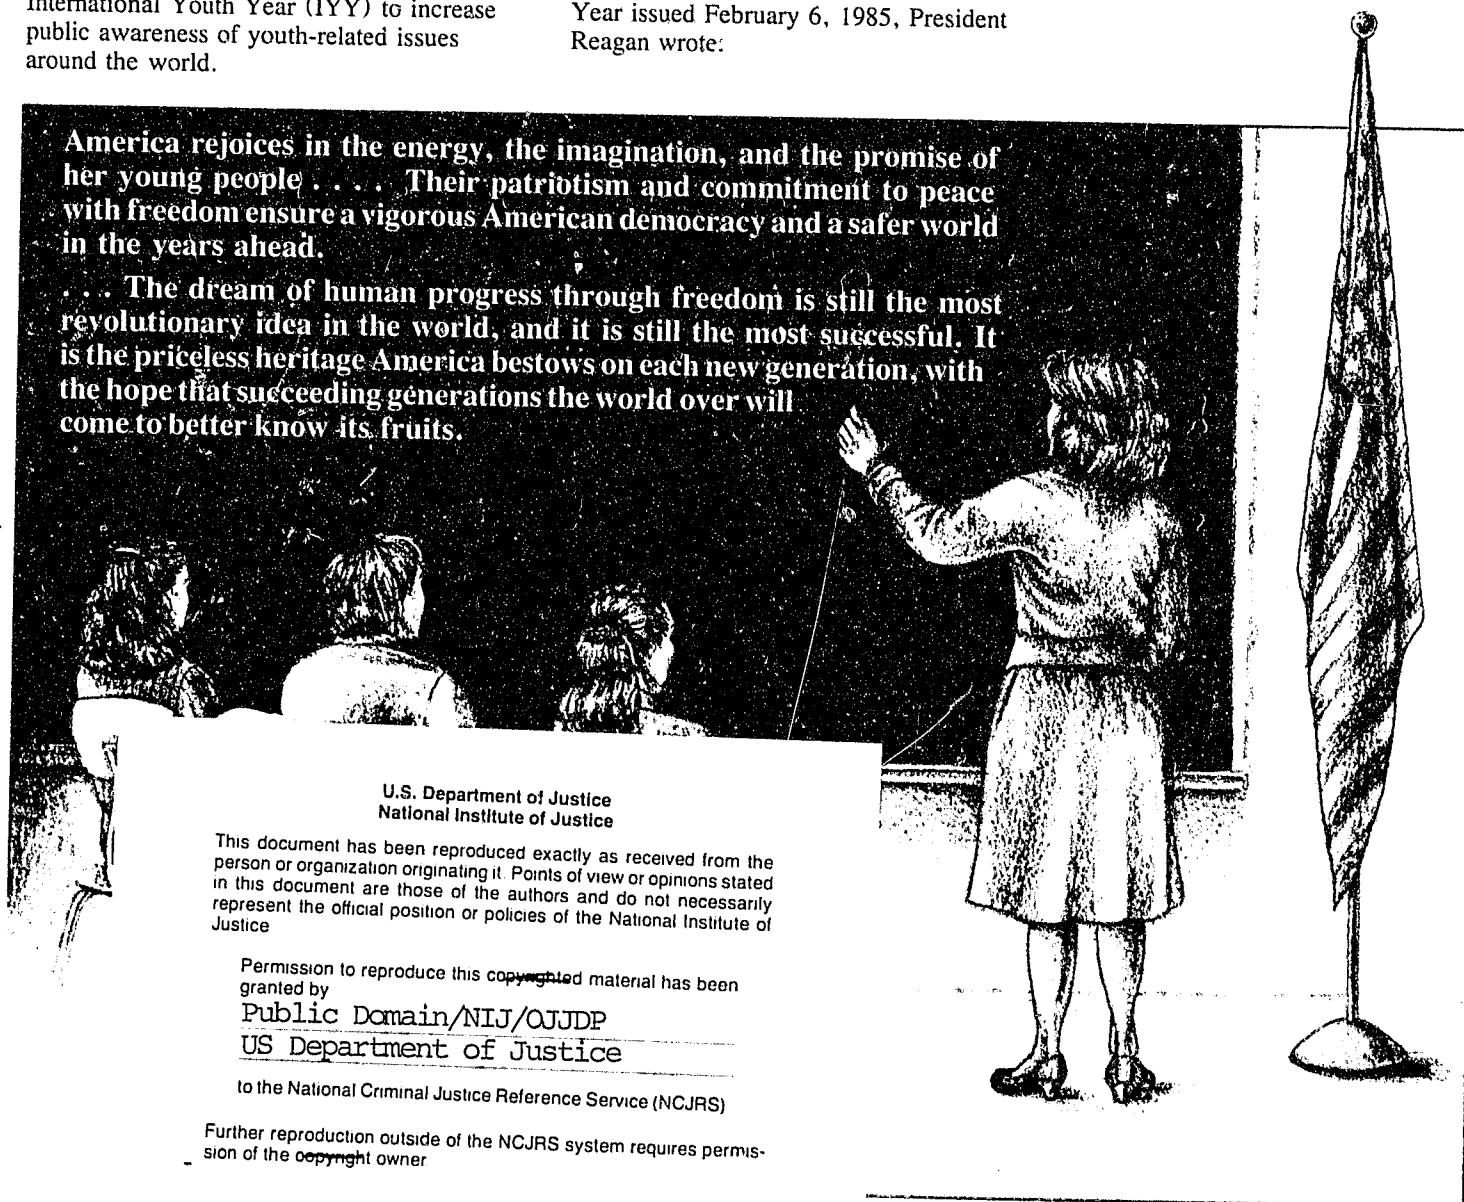 International Youth Year (IYY) to increase
public awareness of youth-related issues
around the world.
Year issued February 6, 1985, President
Reagan wrote:
America rejoices in the energy, the imagination, and the promise of
her young people . . . . Their patriotism and commitment to peace
with freedom ensure a vigorous American democracy and a safer world
in the years ahead.
. . . The dream of human progress through freedom is still the most
revolutionary idea in the world, and it is still the most successful. It
is the priceless heritage America bestows on each new generation, with
the hope that succeeding generations the world over will
come to better know its fruits.
U.S. Department of Justice
National Institute of Justice
This document has been reproduced exactly as received from the
person or organization originating it. Points of view or opinions stated
in this document are those of the authors and do not necessarily
represent the official position or policies of the National Institute of
Justice
Permission to reproduce this copyrighted material has been
granted by
Public Domain/NIJ/OJJDP
US Department of Justice
to the National Criminal Justice Reference Service (NCJRS)
Further reproduction outside of the NCJRS system requires permis-
sion of the copyright owner